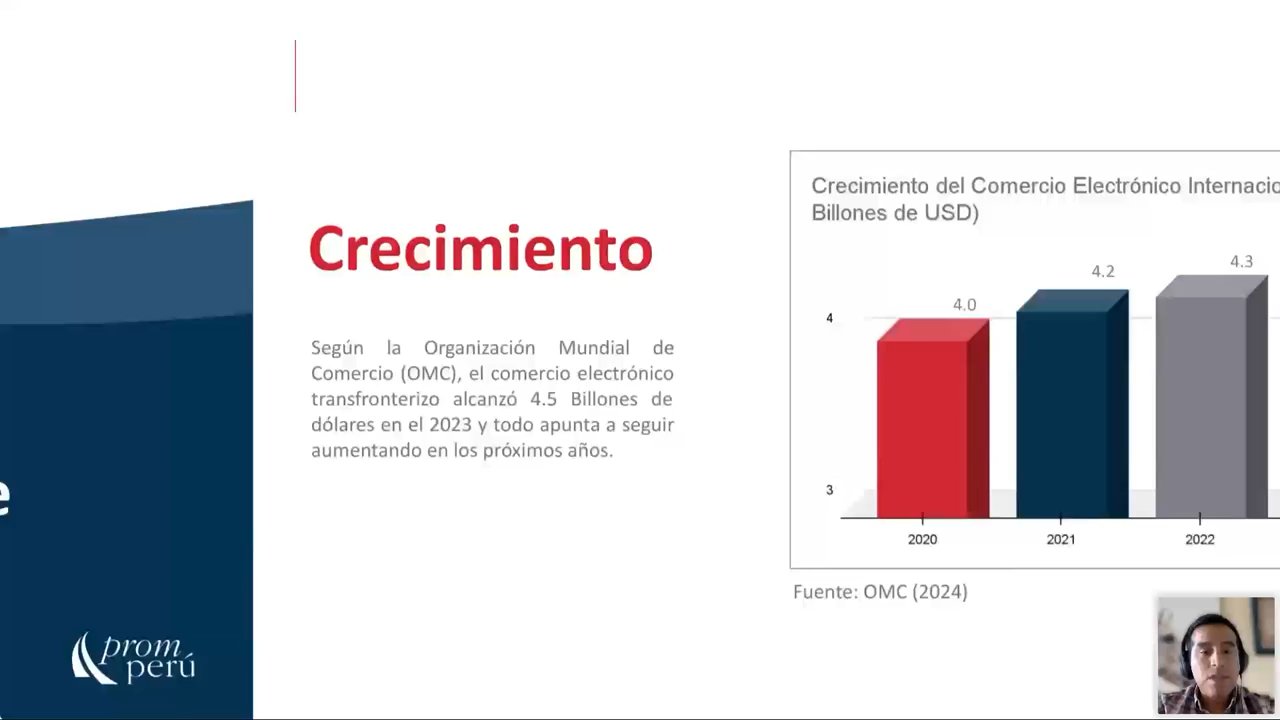 Crecimiento
Según la Organización Mundial de
Comercio (OMC), el comercio electrónico
transfronterizo alcanzó 4.5 Billones de
dólares en el 2023 y todo apunta a seguir
aumentando en los próximos años.
Crecimiento del Comercio Electrónico Internacio
Billones de USD)
4.0
4.2
4.3
4
3
2020
2021
2022
Fuente: OMC (2024)
e
prom
perú